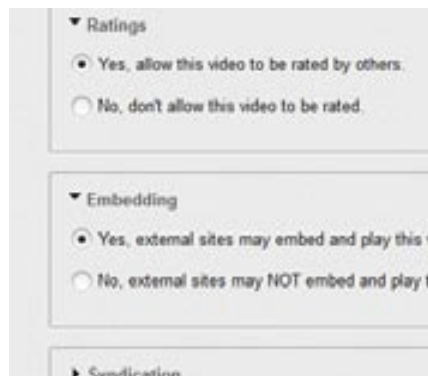 Ratings
Yes, allow this video to be rated by others.
No, don't allow this video to be rated.
Embedding
Yes, external sites may embed and play this
No, external sites may NOT embed and play
Syndication